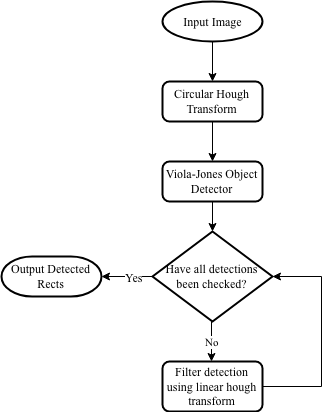 Input Image
Circular Hough
Transform
Viola-Jones Object
Detector
Have all detections
been checked?
Yes
Output Detected
Rects
No
Filter detection
using linear hough
transform